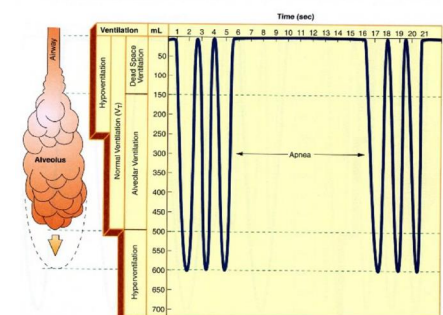 Time (sec)
Ventilation mL 1 2 3 4 5 6 7 8 9 10 11 12 13 14 15 16 17 18 19 20 21
Airway
Alveolus
Hypoventilation
Normal Ventilation (VT)
Dead Space
Ventilation
Alveolar Ventilation
Hyperventilation
50
100
150
200
250
300
350
400
450
500
550
600
650
700
Apnea